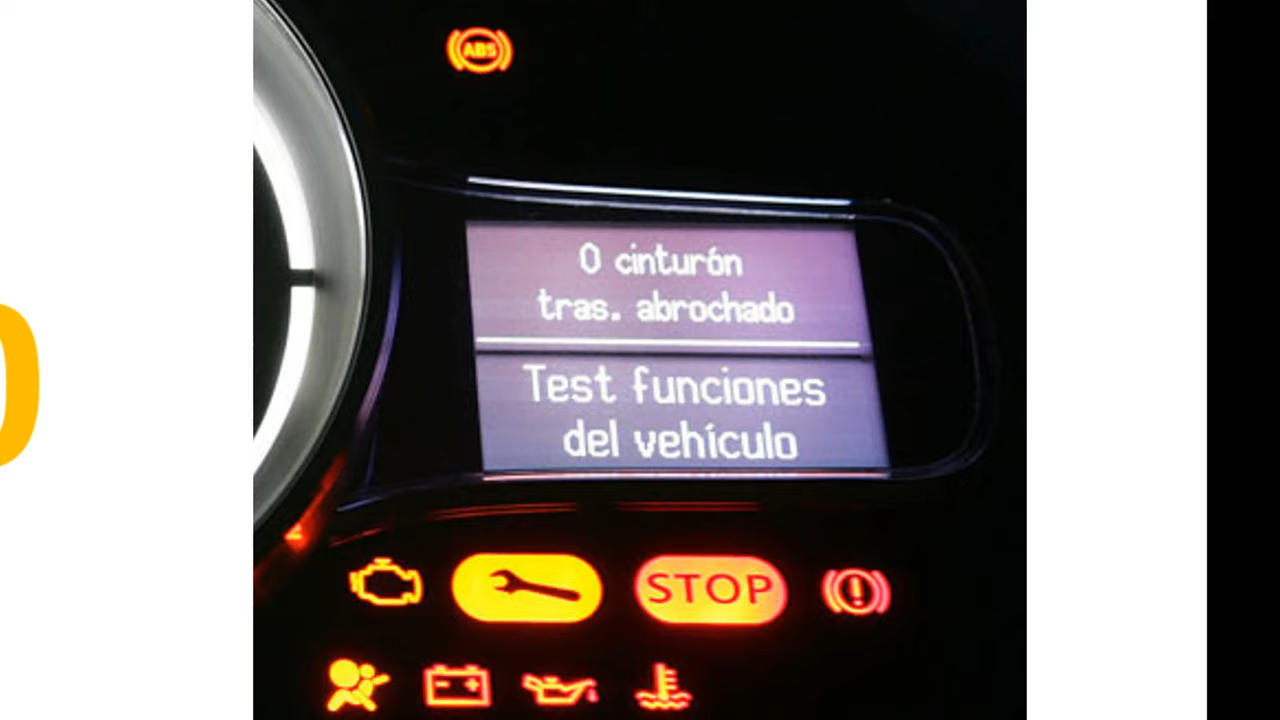 ABS
0 cinturón
tras. abrochado
Test funciones
del vehículo
STOP